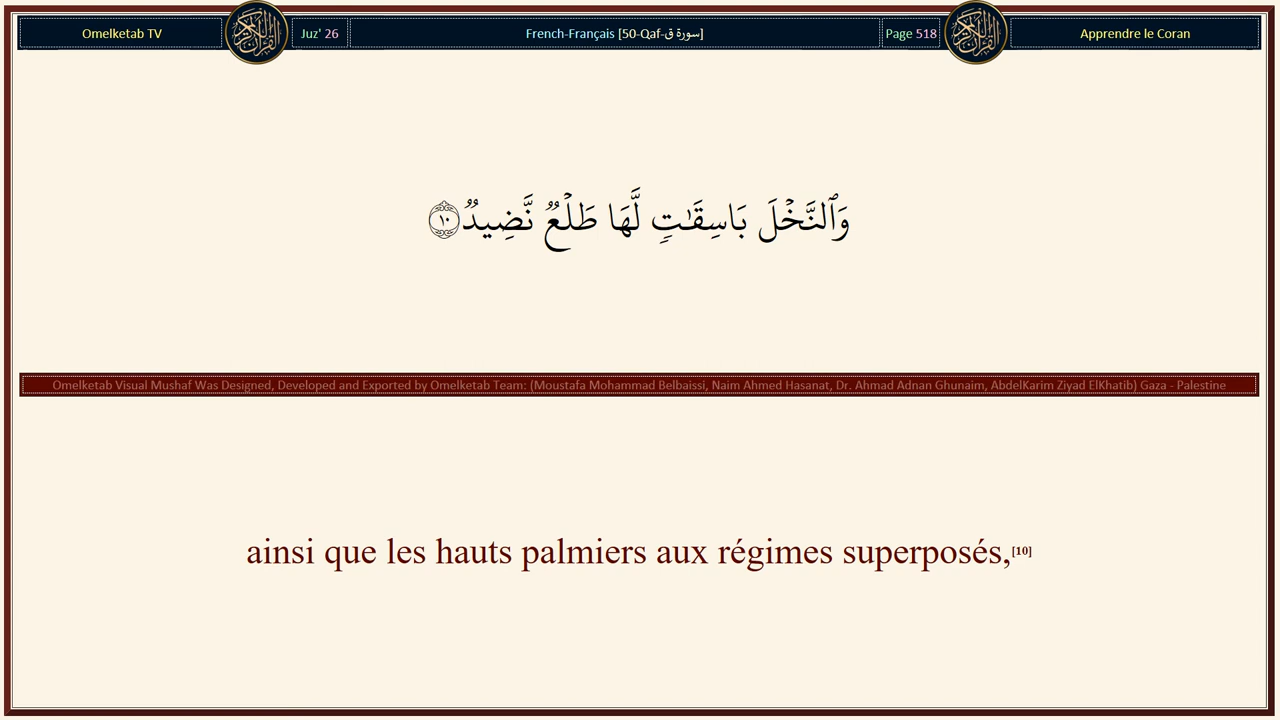 Omelketab TV
Juz' 26
French-Français [50-Qaf-سورة ق]
Page 518
Apprendre le Coran
وَٱلنَّخۡلَ بَاسِقَٰتٖ لَّهَا طَلۡعٞ نَّضِيدٞ ١٠
Omelketab Visual Mushaf Was Designed, Developed and Exported by Omelketab Team: (Moustafa Mohammad Belbaissi, Naim Ahmed Hasanat, Dr. Ahmad Adnan Ghunaim, AbdelKarim Ziyad ElKhatib) Gaza - Palestine
ainsi que les hauts palmiers aux régimes superposés,[10]